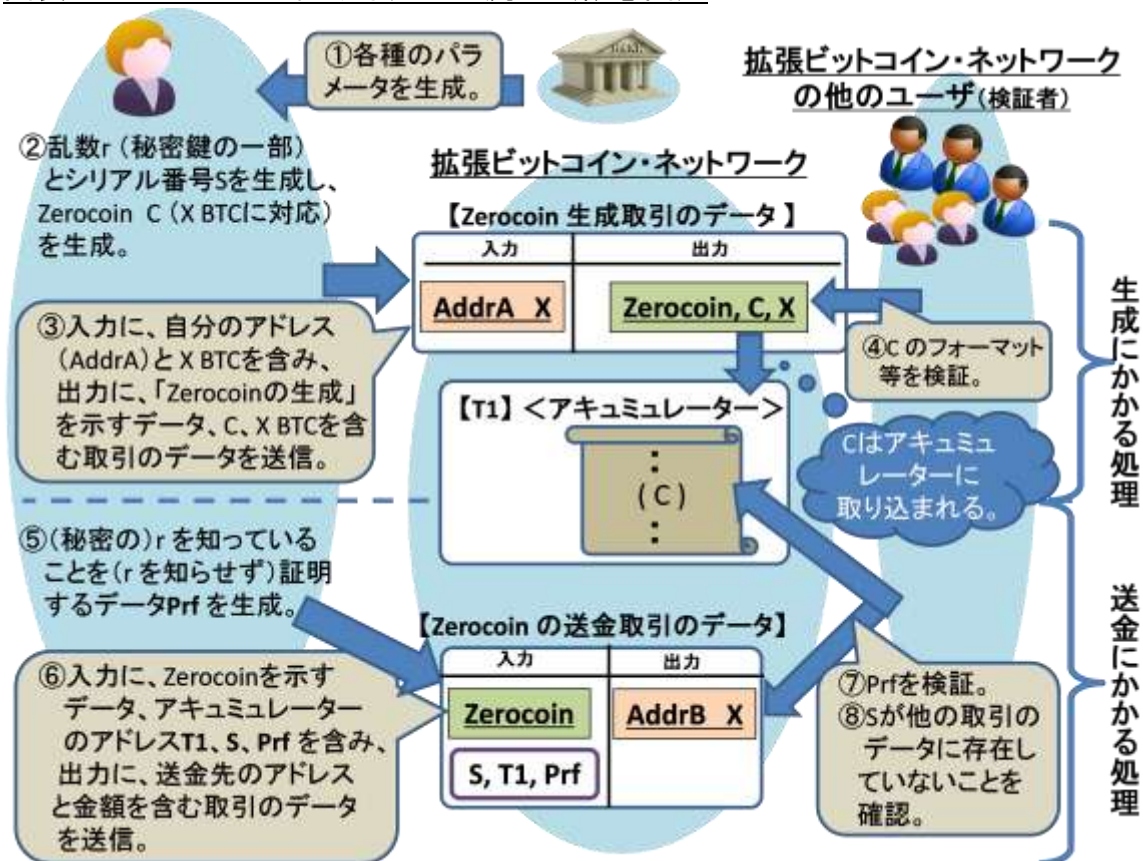 ①各種のパラ
メータを生成。
拡張ビットコイン・ネットワーク
の他のユーザ(検証者)
②乱数r(秘密鍵の一部)
とシリアル番号Sを生成し、
Zerocoin C(X BTCに対応)
を生成。
拡張ビットコイン・ネットワーク
【Zerocoin 生成取引のデータ】
入力
出力
AddrA X
Zerocoin, C, X
③入力に、自分のアドレス
(AddrA)とX BTCを含み、
出力に、「Zerocoinの生成」
を示すデータ、C、X BTCを含
む取引のデータを送信。
④C のフォーマット
等を検証。
【T1】<アキュミュレーター>
:
(C)
:
Cはアキュミュ
レーターに
取り込まれる。
生成にかかる処理
⑤(秘密の)r を知っている
ことを(r を知らせず)証明
するデータPrf を生成。
【Zerocoin の送金取引のデータ】
入力
出力
Zerocoin
AddrB X
S, T1, Prf
⑥入力に、Zerocoinを示す
データ、アキュミュレーター
のアドレスT1、S、Prf を含み、
出力に、送金先のアドレス
と金額を含む取引のデータ
を送信。
⑦Prfを検証。
⑧Sが他の取引の
データに存在し
ていないことを
確認。
送金にかかる処理